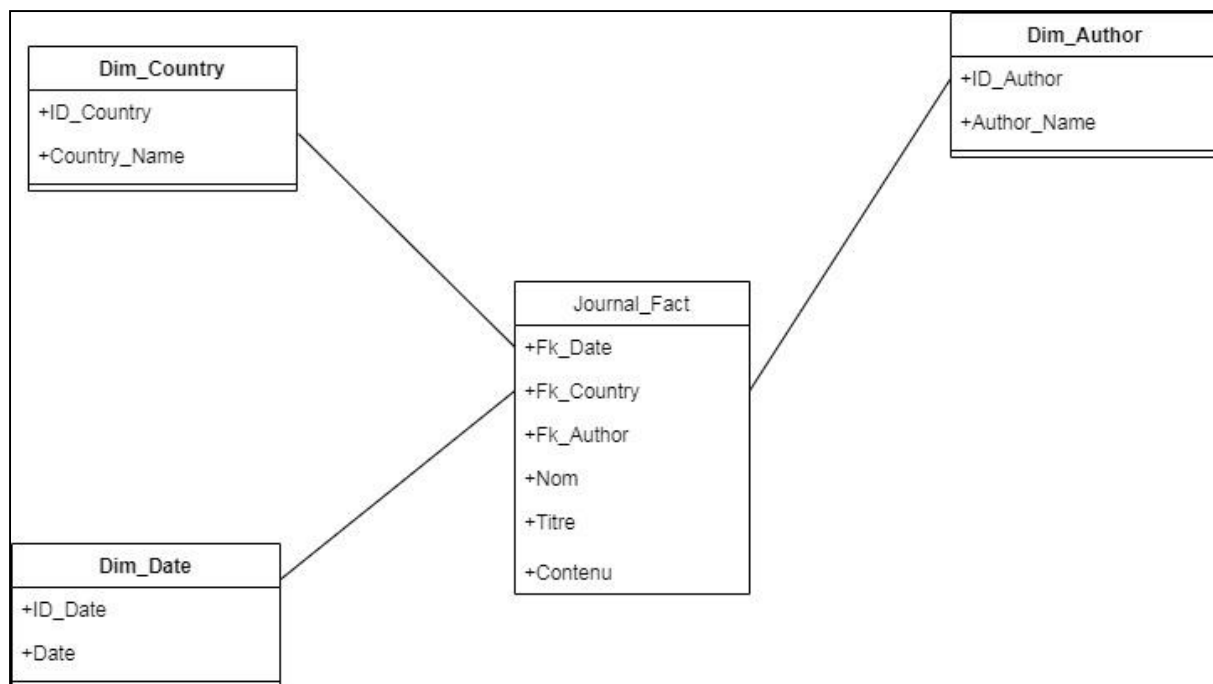 Dim_Country
+ID_Country
+Country_Name
Dim_Author
+ID_Author
+Author_Name
Journal_Fact
+Fk_Date
+Fk_Country
+Fk_Author
+Nom
+Titre
+Contenu
Dim_Date
+ID_Date
+Date